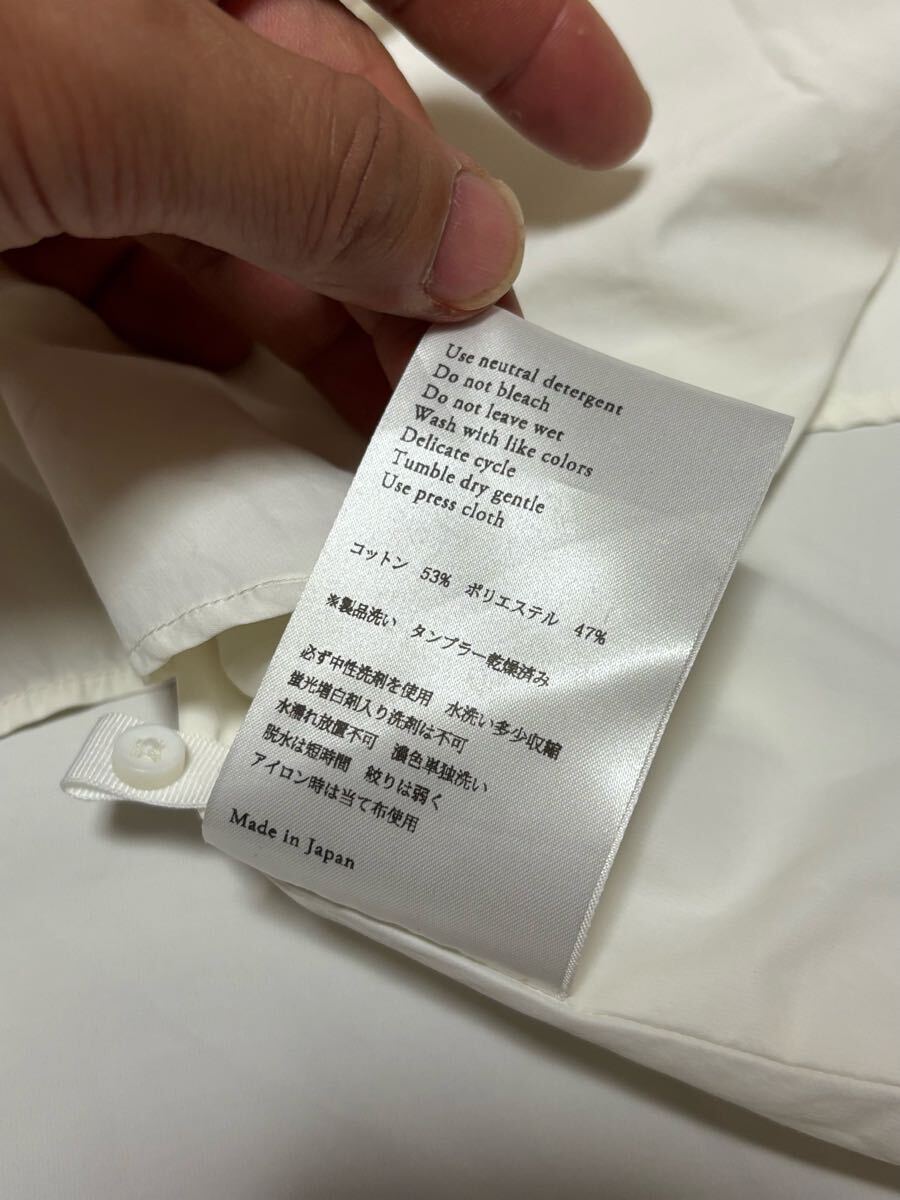 Use neutral detergent
Do not bleach
Do not leave wet
Wash with like colors
Delicate cycle
Tumble dry gentle
Use press cloth
コットン 53% ポリエステル 47%
※製品洗い タンブラー乾燥済み
必ず中性洗剤を使用 水洗い多少収縮
蛍光増白剤入り洗剤は不可
水濡れ放置不可 濃色単独洗い
脱水は短時間 絞りは弱く
アイロン時は当て布使用
Made in Japan